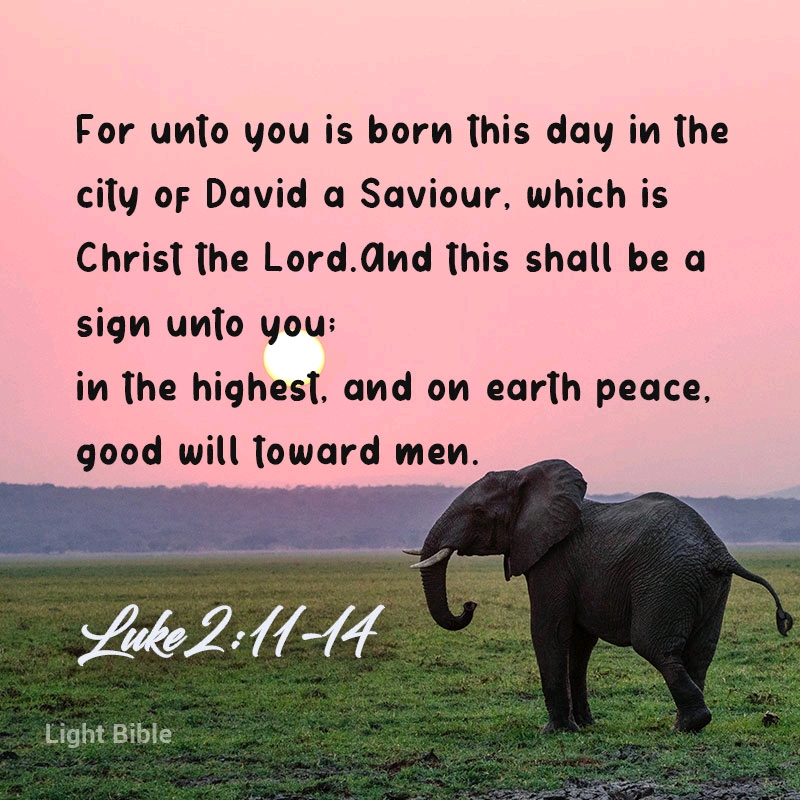 For unto you is born this day in the
city of David a Saviour, which is
Christ the Lord.And this shall be a
sign unto you;
in the highest, and on earth peace,
good will toward men.
Luke 2:11-14
Light Bible